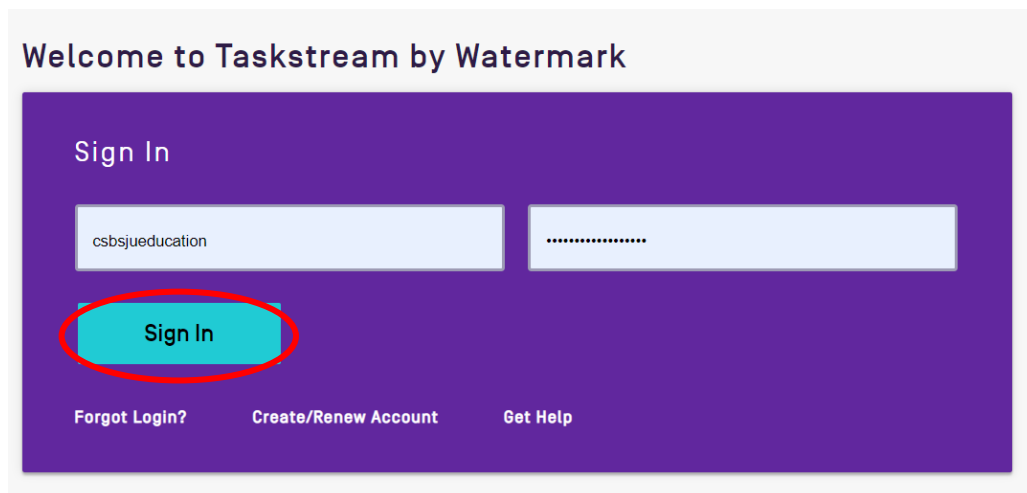 Welcome to Taskstream by Watermark
Sign In
csbsjueducation ••••••••••••••••••
Sign In
Forgot Login? Create/Renew Account Get Help